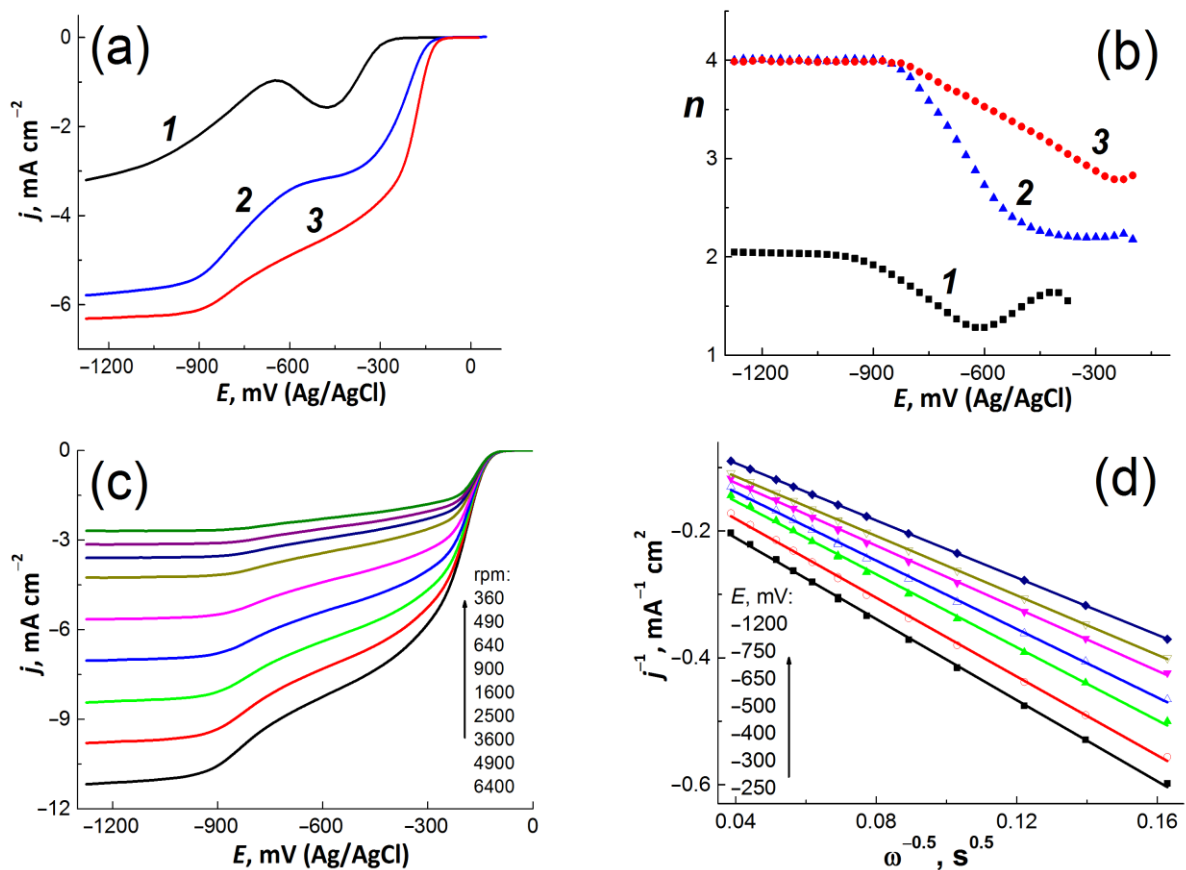 (a)
0
−2
−4
−6
j, mA cm⁻²
1
2
3
−1200 −900 −600 −300 0
E, mV (Ag/AgCl)
(b)
4
3
2
1
n
3
2
1
−1200 −900 −600 −300
E, mV (Ag/AgCl)
(c)
0
−3
−6
−9
−12
j, mA cm⁻²
rpm:
360
490
640
900
1600
2500
3600
4900
6400
−1200 −900 −600 −300 0
E, mV (Ag/AgCl)
(d)
−0.2
−0.4
−0.6
j⁻¹, mA⁻¹ cm²
E, mV:
-1200
-750
-650
-500
-400
-300
-250
0.04 0.08 0.12 0.16
ω⁻⁰·⁵, s⁰·⁵